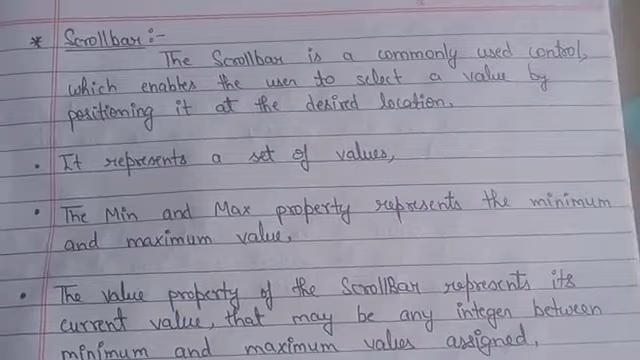 * Scrollbar :-
The Scrollbar is a commonly used control,
which enables the user to select a value by
positioning it at the desired location.
• It represents a set of values,
• The Min and Max property represents the minimum
and maximum value,
• The value property of the ScrollBar represents its
current value, that may be any integer between
minimum and maximum values assigned,